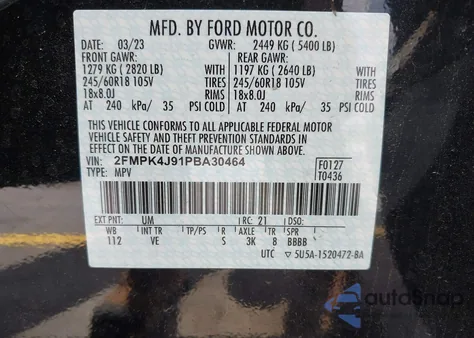 MFD. BY FORD MOTOR CO.
DATE: 03/23 GVWR: 2449 KG ( 5400 LB)
FRONT GAWR: REAR GAWR:
1279 KG ( 2820 LB) WITH 1197 KG ( 2640 LB) WITH
245/60R18 105V TIRES 245/60R18 105V TIRES
18x8.0J RIMS 18x8.0J RIMS
AT 240 kPa/ 35 PSI COLD AT 240 kPa/ 35 PSI COLD
THIS VEHICLE CONFORMS TO ALL APPLICABLE FEDERAL MOTOR
VEHICLE SAFETY AND THEFT PREVENTION STANDARDS IN
EFFECT ON THE DATE OF MANUFACTURE SHOWN ABOVE.
VIN: 2FMPK4J91PBA30464 F0127
TYPE: MPV T0436
EXT PNT: UM RC: 21 DSO:
WB INT TR TP/PS R AXLE TR SPR
112 VE S 3K 8 BBBB
UTC ▽ 5U5A-1520472-BA
autoSnap